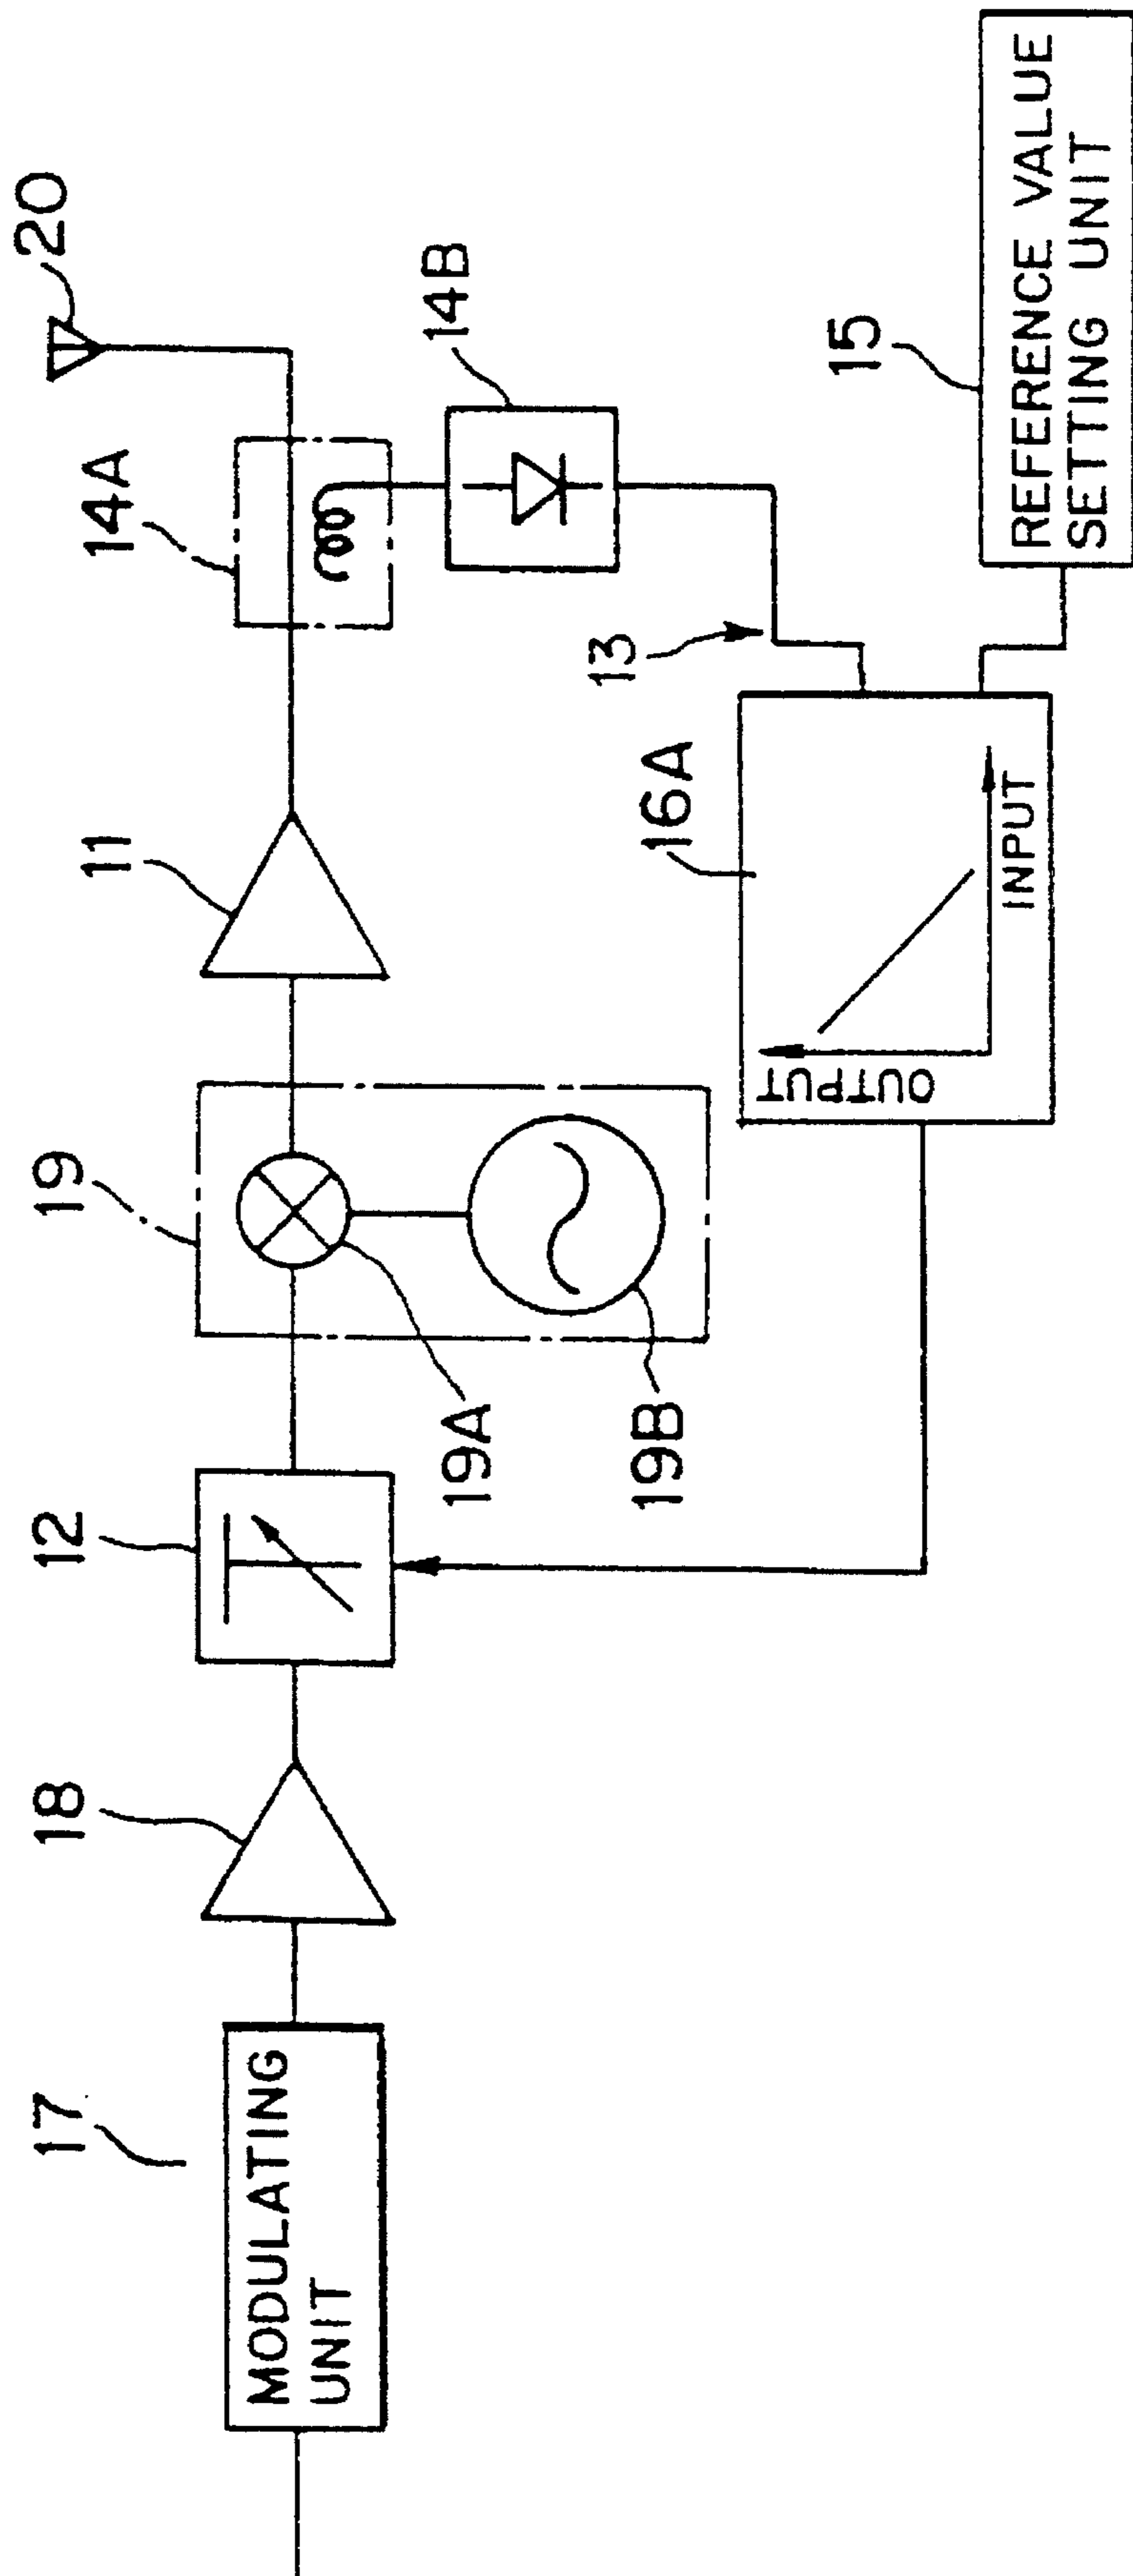 17
MODULATING
UNIT
18
12
19
19A
19B
11
14A
20
14B
13
16A
OUTPUT
INPUT
15
REFERENCE VALUE
SETTING UNIT